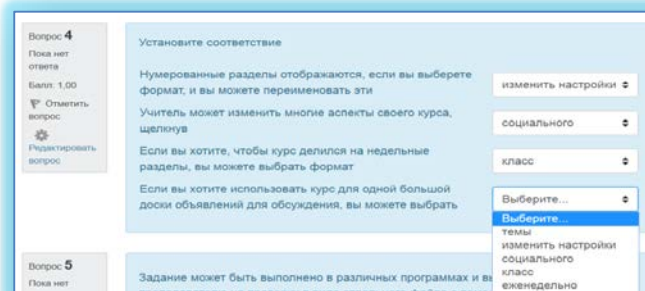 Вопрос 4
Пока нет
ответа
Балл: 1,00
Отметить
вопрос
Редактировать
вопрос
Установите соответствие
Нумерованные разделы отображаются, если вы выберете
формат, и вы можете переименовать эти
изменить настройки
Учитель может изменить многие аспекты своего курса,
щелкнув
социального
Если вы хотите, чтобы курс делился на недельные
разделы, вы можете выбрать формат
класс
Если вы хотите использовать курс для одной большой
доски объявлений для обсуждения, вы можете выбрать
Выберите...
Выберите...
темы
изменить настройки
социального
класс
еженедельно
Вопрос 5
Пока нет
Задание может быть выполнено в различных программах и